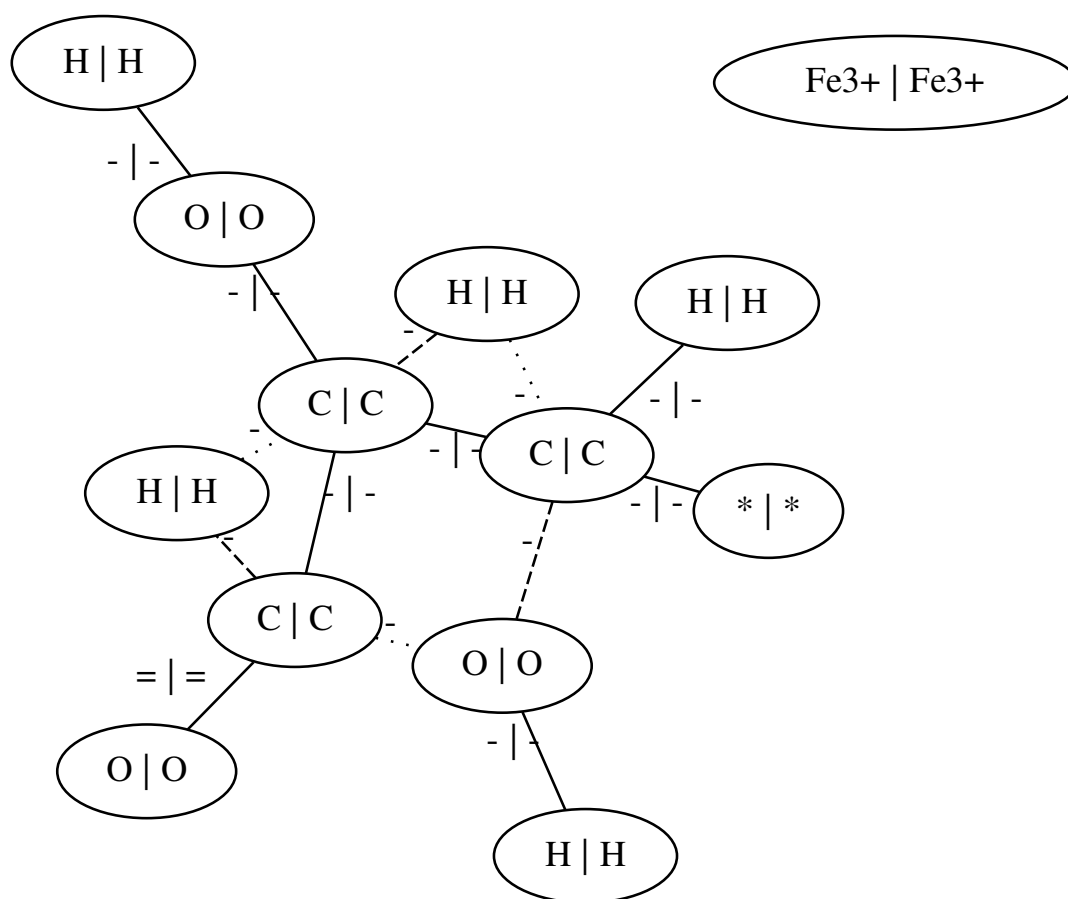 H | H
Fe3+ | Fe3+
- | -
O | O
- | -
H | H
H | H
-
-
- | -
C | C
-
- | -
C | C
H | H
- | -
- | -
* | *
-
-
C | C
-
O | O
= | =
- | -
O | O
H | H